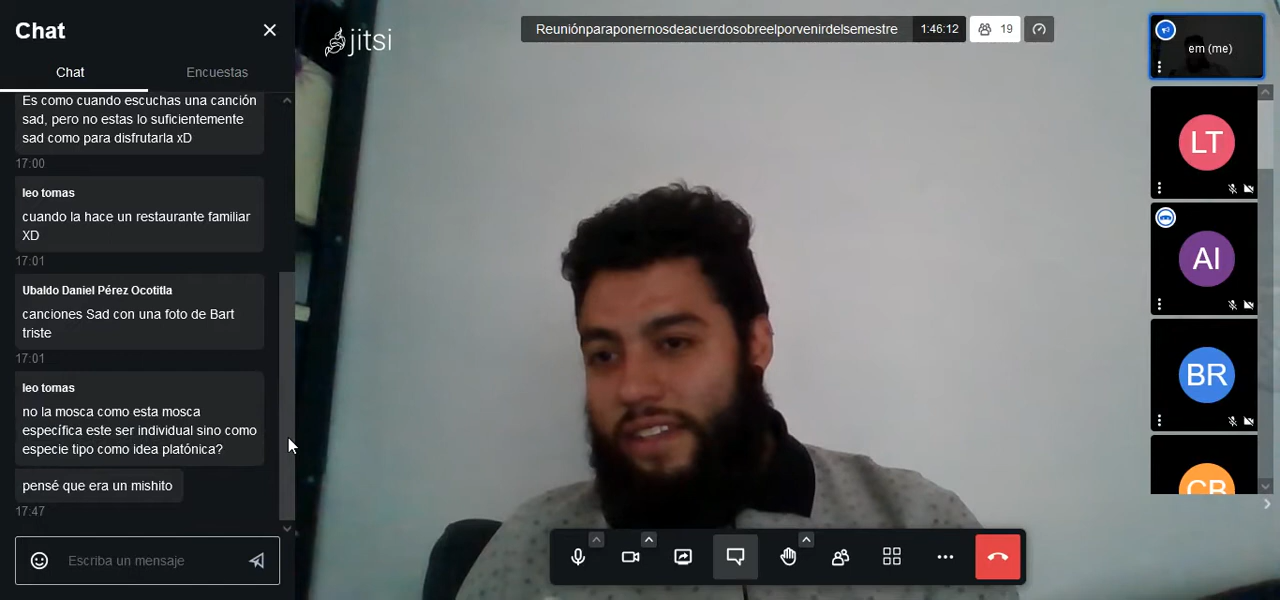 Chat
Chat
Encuestas
Es como cuando escuchas una canción
sad, pero no estas lo suficientemente
sad como para disfrutarla xD
17:00
leo tomas
cuando la hace un restaurante familiar
XD
17:01
Ubaldo Daniel Pérez Ocotitla
canciones Sad con una foto de Bart
triste
17:01
leo tomas
no la mosca como esta mosca
específica este ser individual sino como
especie tipo como idea platónica?
pensé que era un mishito
17:47
Escriba un mensaje
jitsi
Reuniónparaponernosdeacuerdosobreelporvenirdelsemestre
1:46:12
19
em (me)
LT
AI
BR
CB